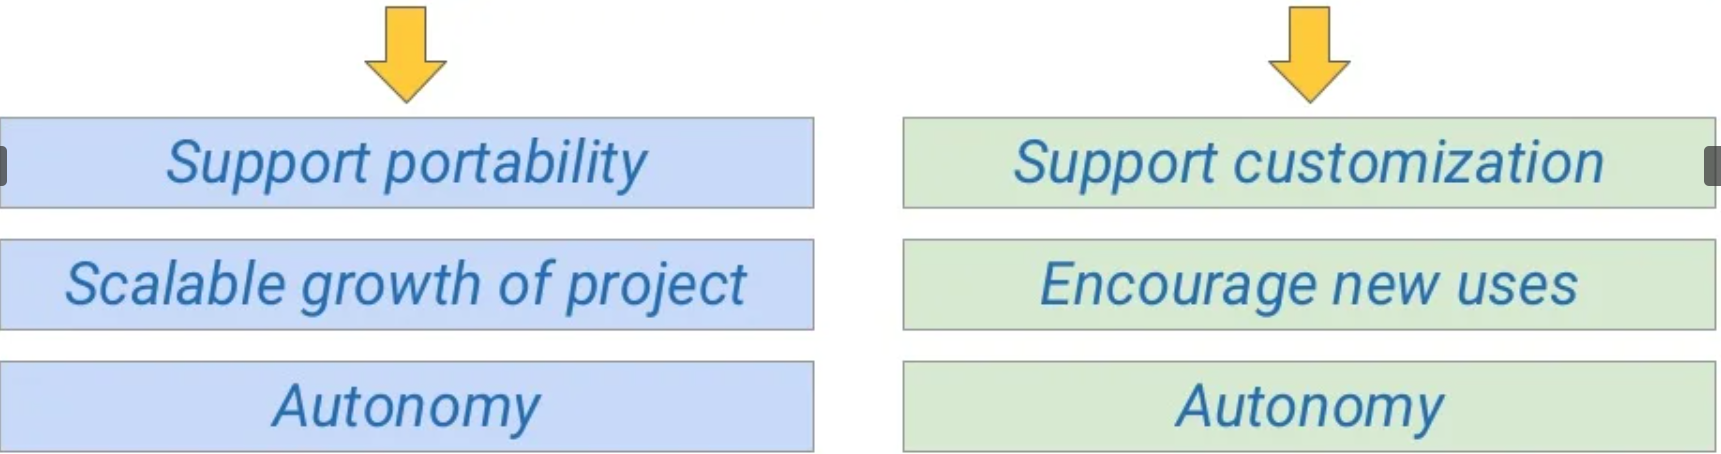 Support portability
Scalable growth of project
Autonomy
Support customization
Encourage new uses
Autonomy